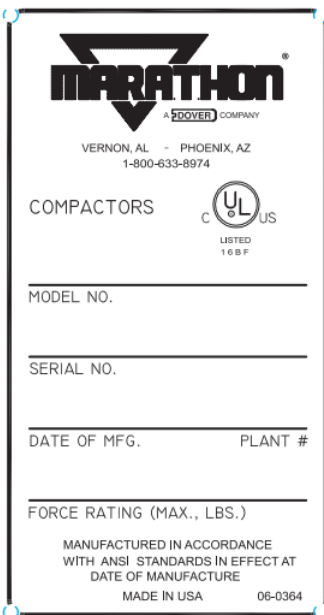 MARATHON®
A DOVER COMPANY
VERNON, AL - PHOENIX, AZ
1-800-633-8974
COMPACTORS
C UL US
LISTED
16BF
MODEL NO.
SERIAL NO.
DATE OF MFG. PLANT #
FORCE RATING (MAX., LBS.)
MANUFACTURED IN ACCORDANCE
WITH ANSI STANDARDS IN EFFECT AT
DATE OF MANUFACTURE
MADE IN USA 06-0364